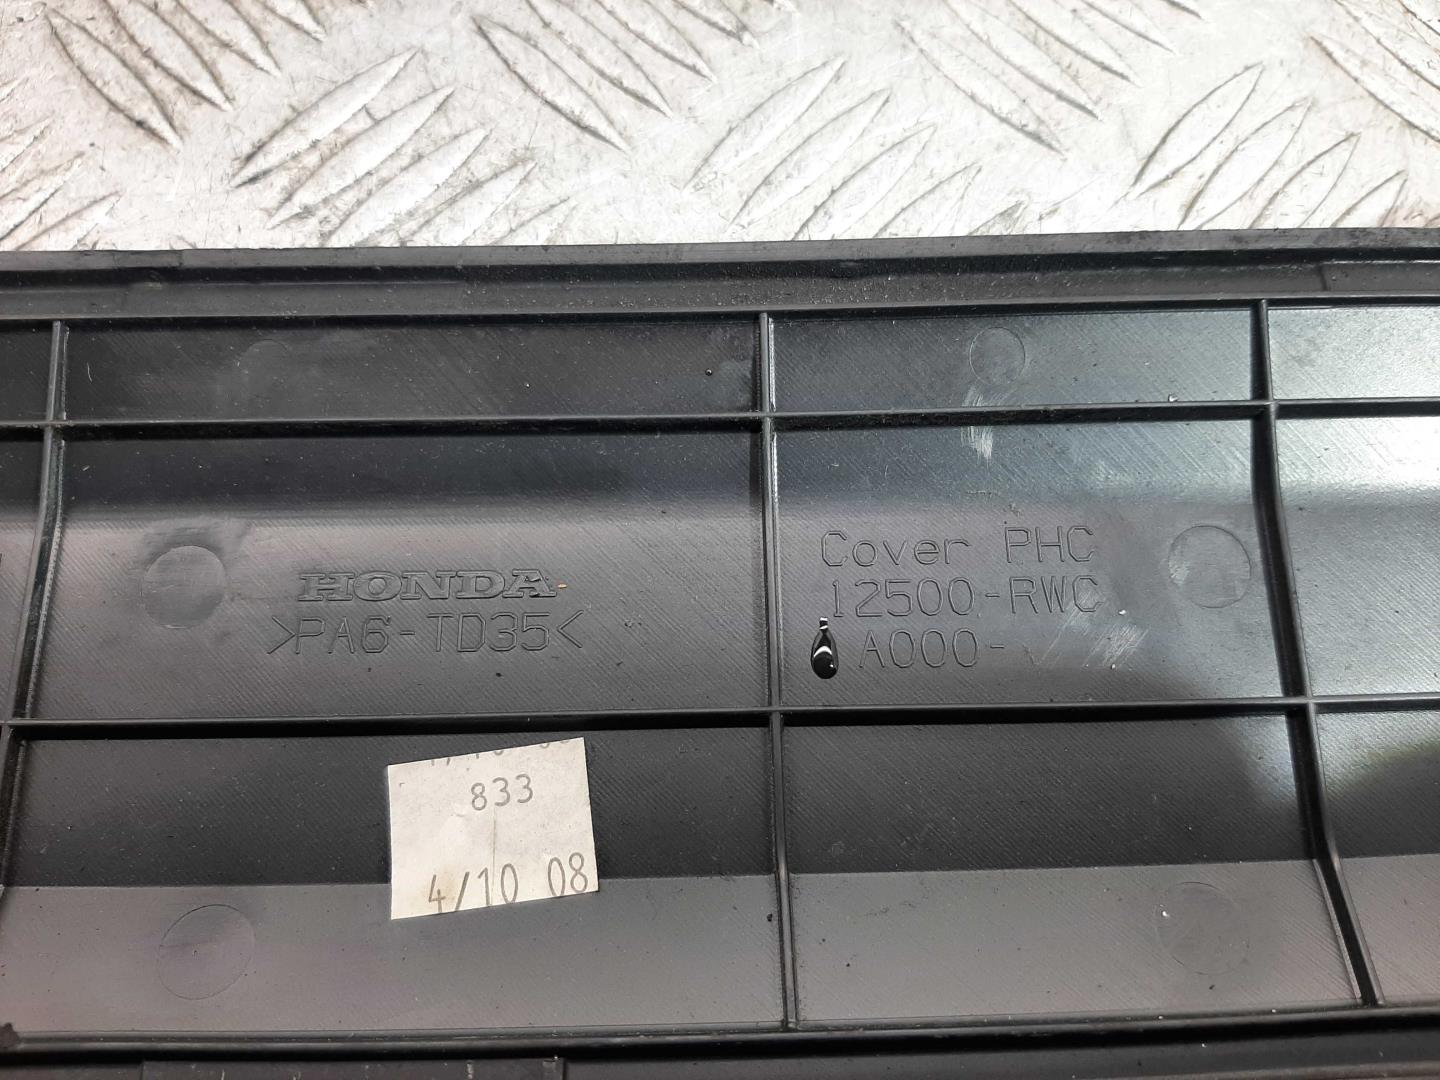 HONDA
>PA6-TD35<
Cover PHC
12500-RWC
A000-
833
4/10 08